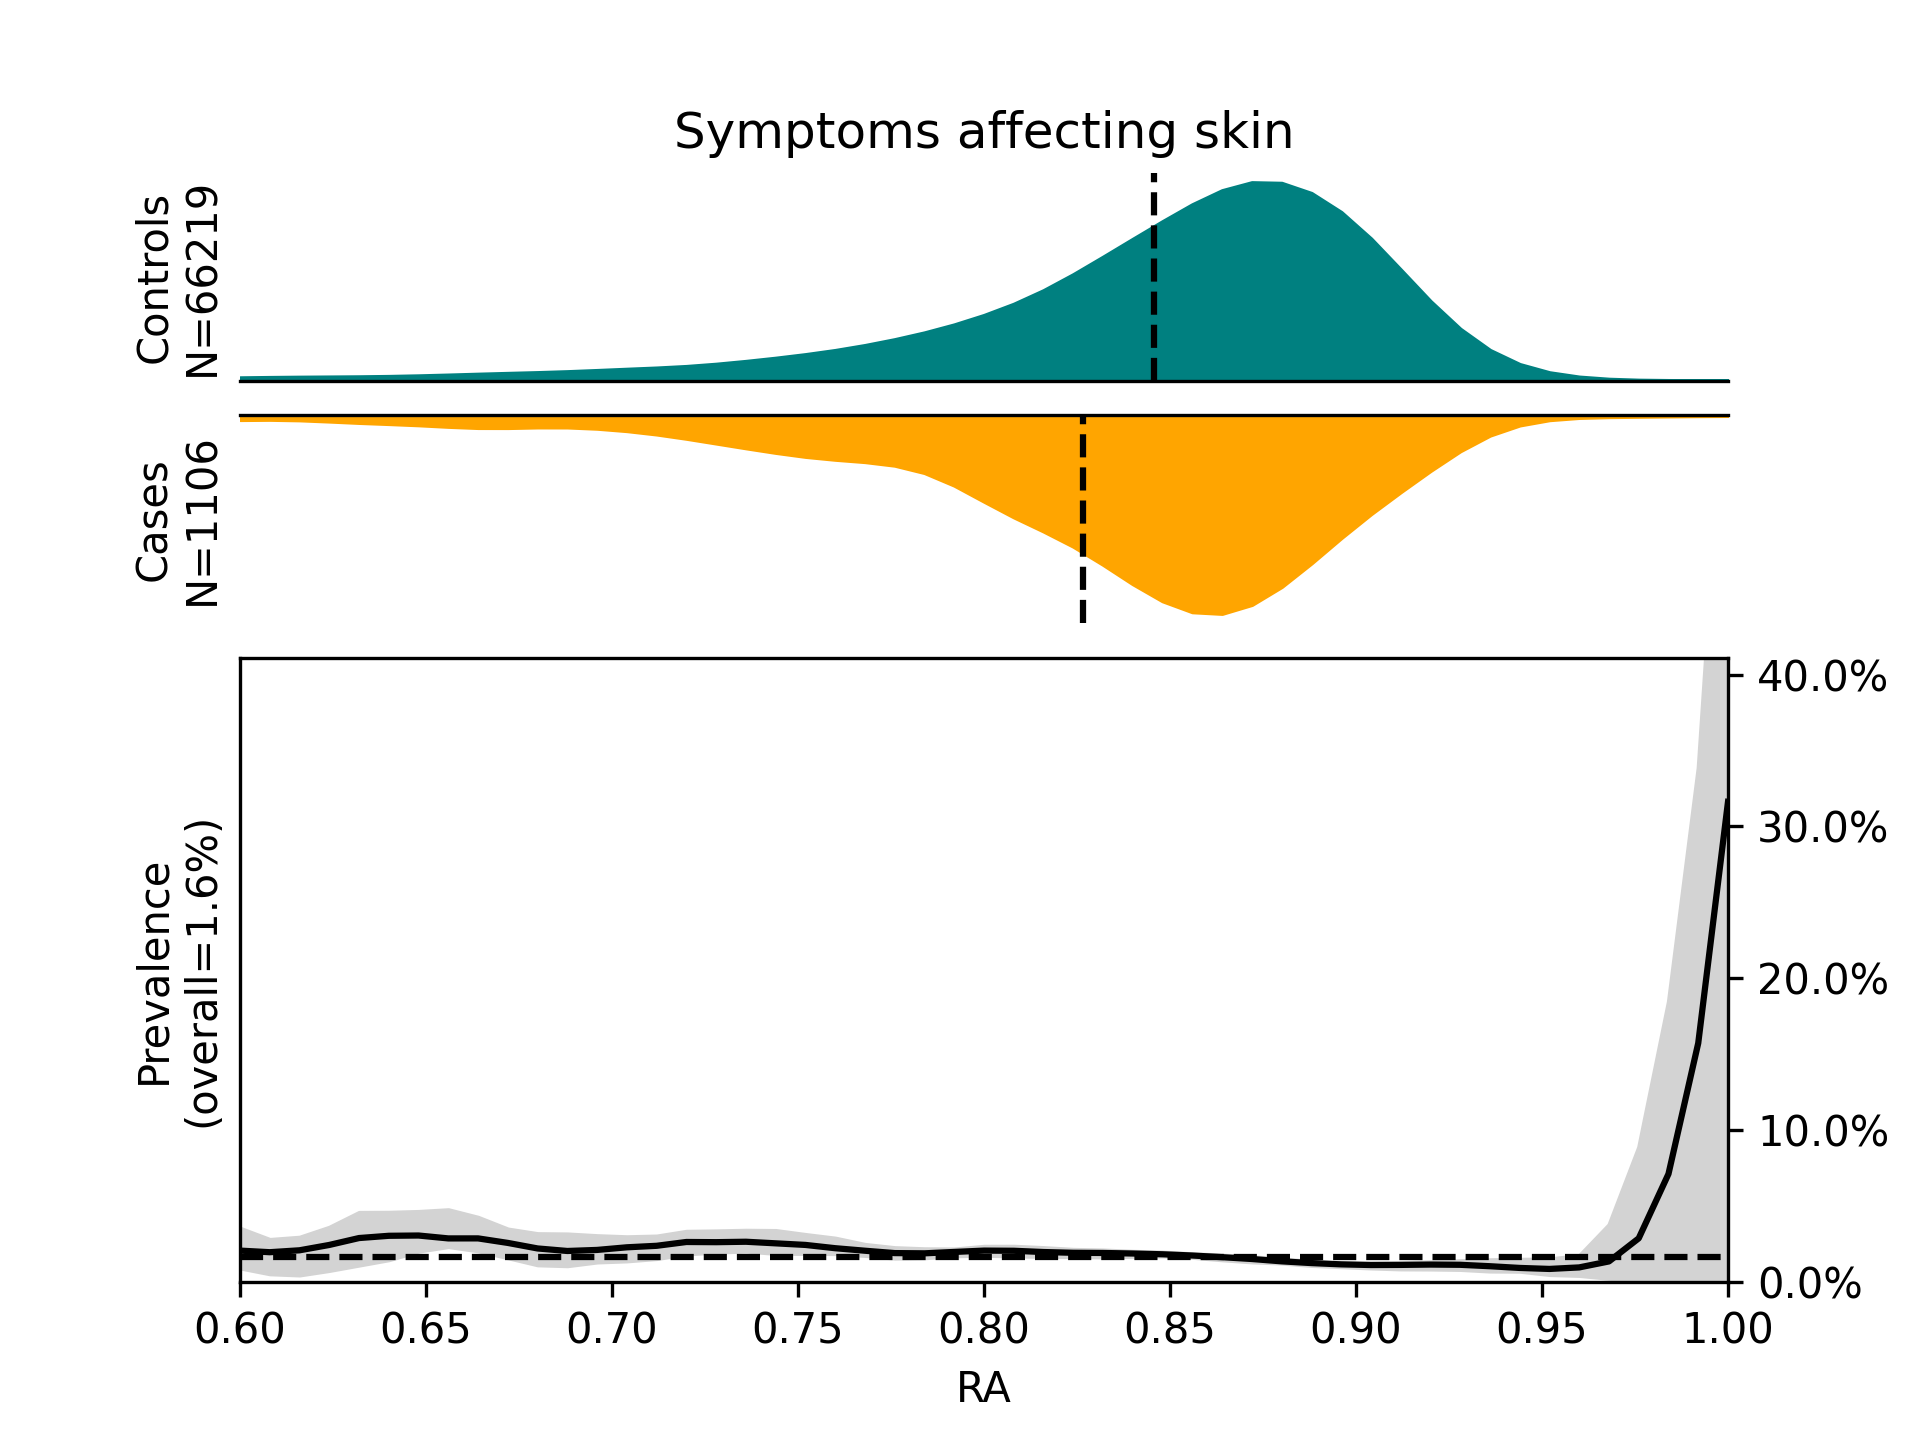 Symptoms affecting skin
Controls
N=66219
Cases
N=1106
Prevalence
(overall=1.6%)
40.0%
30.0%
20.0%
10.0%
0.0%
0.60 0.65 0.70 0.75 0.80 0.85 0.90 0.95 1.00
RA